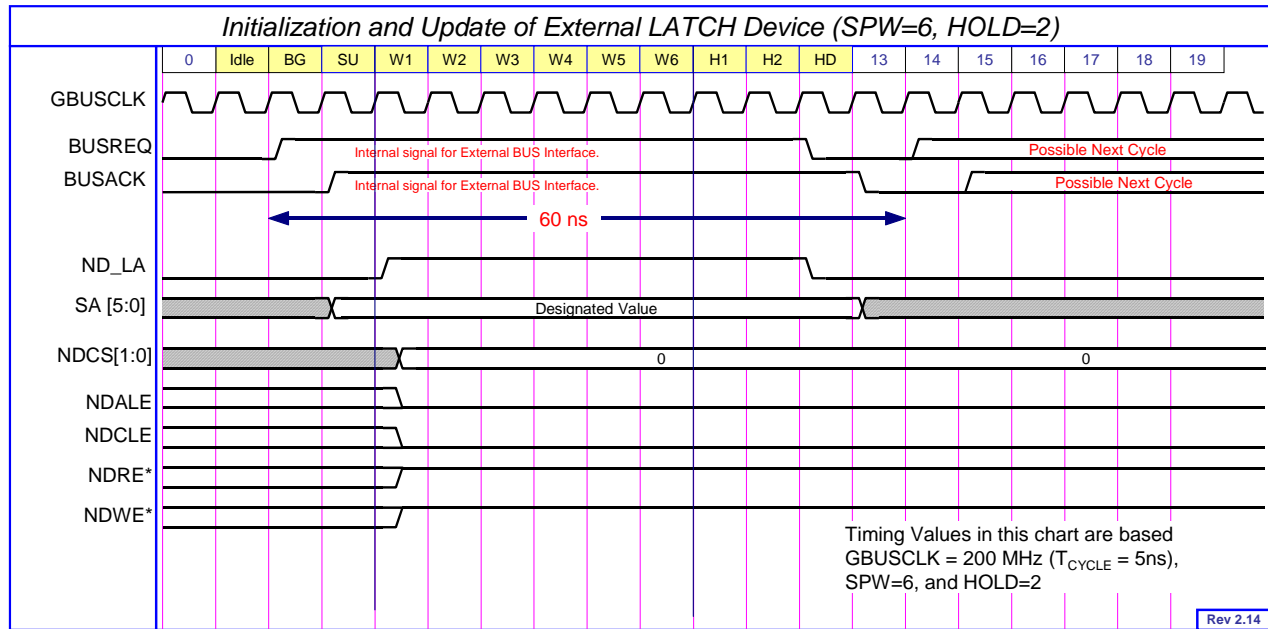 Initialization and Update of External LATCH Device (SPW=6, HOLD=2)
0 Idle BG SU W1 W2 W3 W4 W5 W6 H1 H2 HD 13 14 15 16 17 18 19
GBUSCLK
BUSREQ Internal signal for External BUS Interface. Possible Next Cycle
BUSACK Internal signal for External BUS Interface. Possible Next Cycle
60 ns
ND_LA
SA [5:0] Designated Value
NDCS[1:0] 0 0
NDALE
NDCLE
NDRE*
NDWE*
Timing Values in this chart are based
GBUSCLK = 200 MHz (TCYCLE = 5ns),
SPW=6, and HOLD=2
Rev 2.14